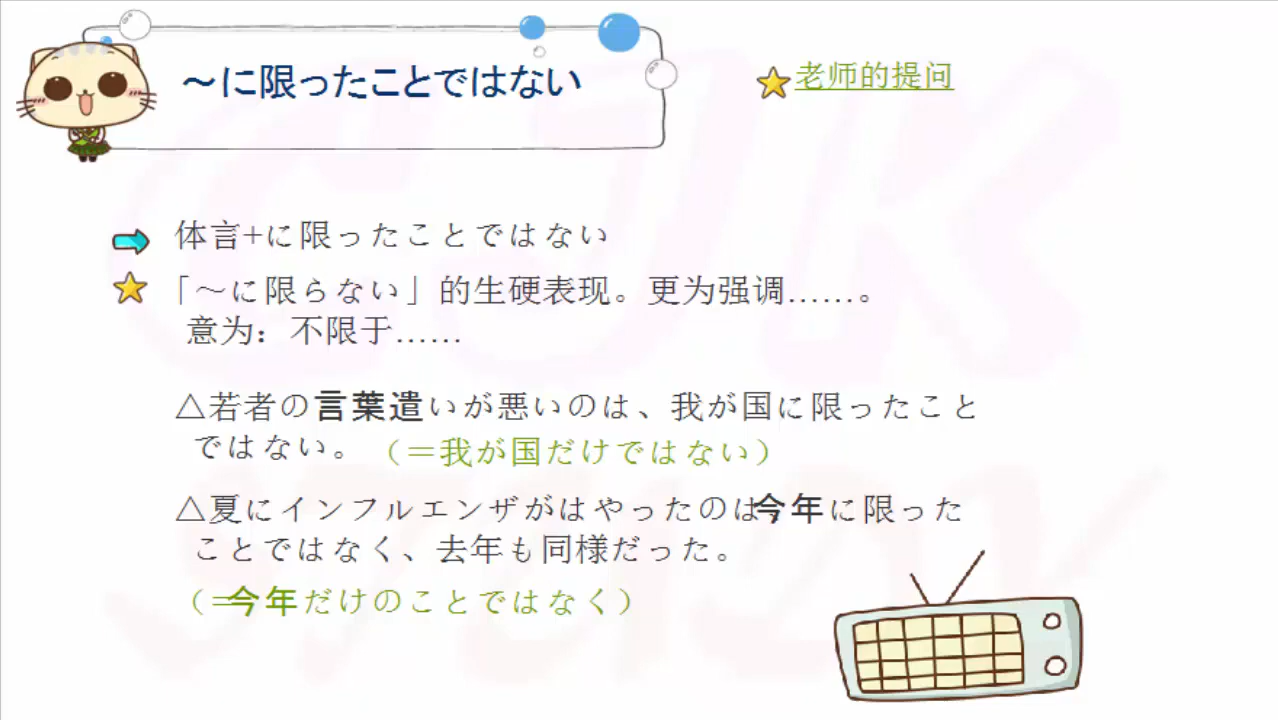 ～に限ったことではない
老师的提问
体言+に限ったことではない
「～に限らない」的生硬表现。更为强调……。
意为：不限于……
△若者の言葉遣いが悪いのは、我が国に限ったこと
ではない。（＝我が国だけではない）
△夏にインフルエンザがはやったのは今年に限った
ことではなく、去年も同様だった。
（＝今年だけのことではなく）
CJK
STUDY